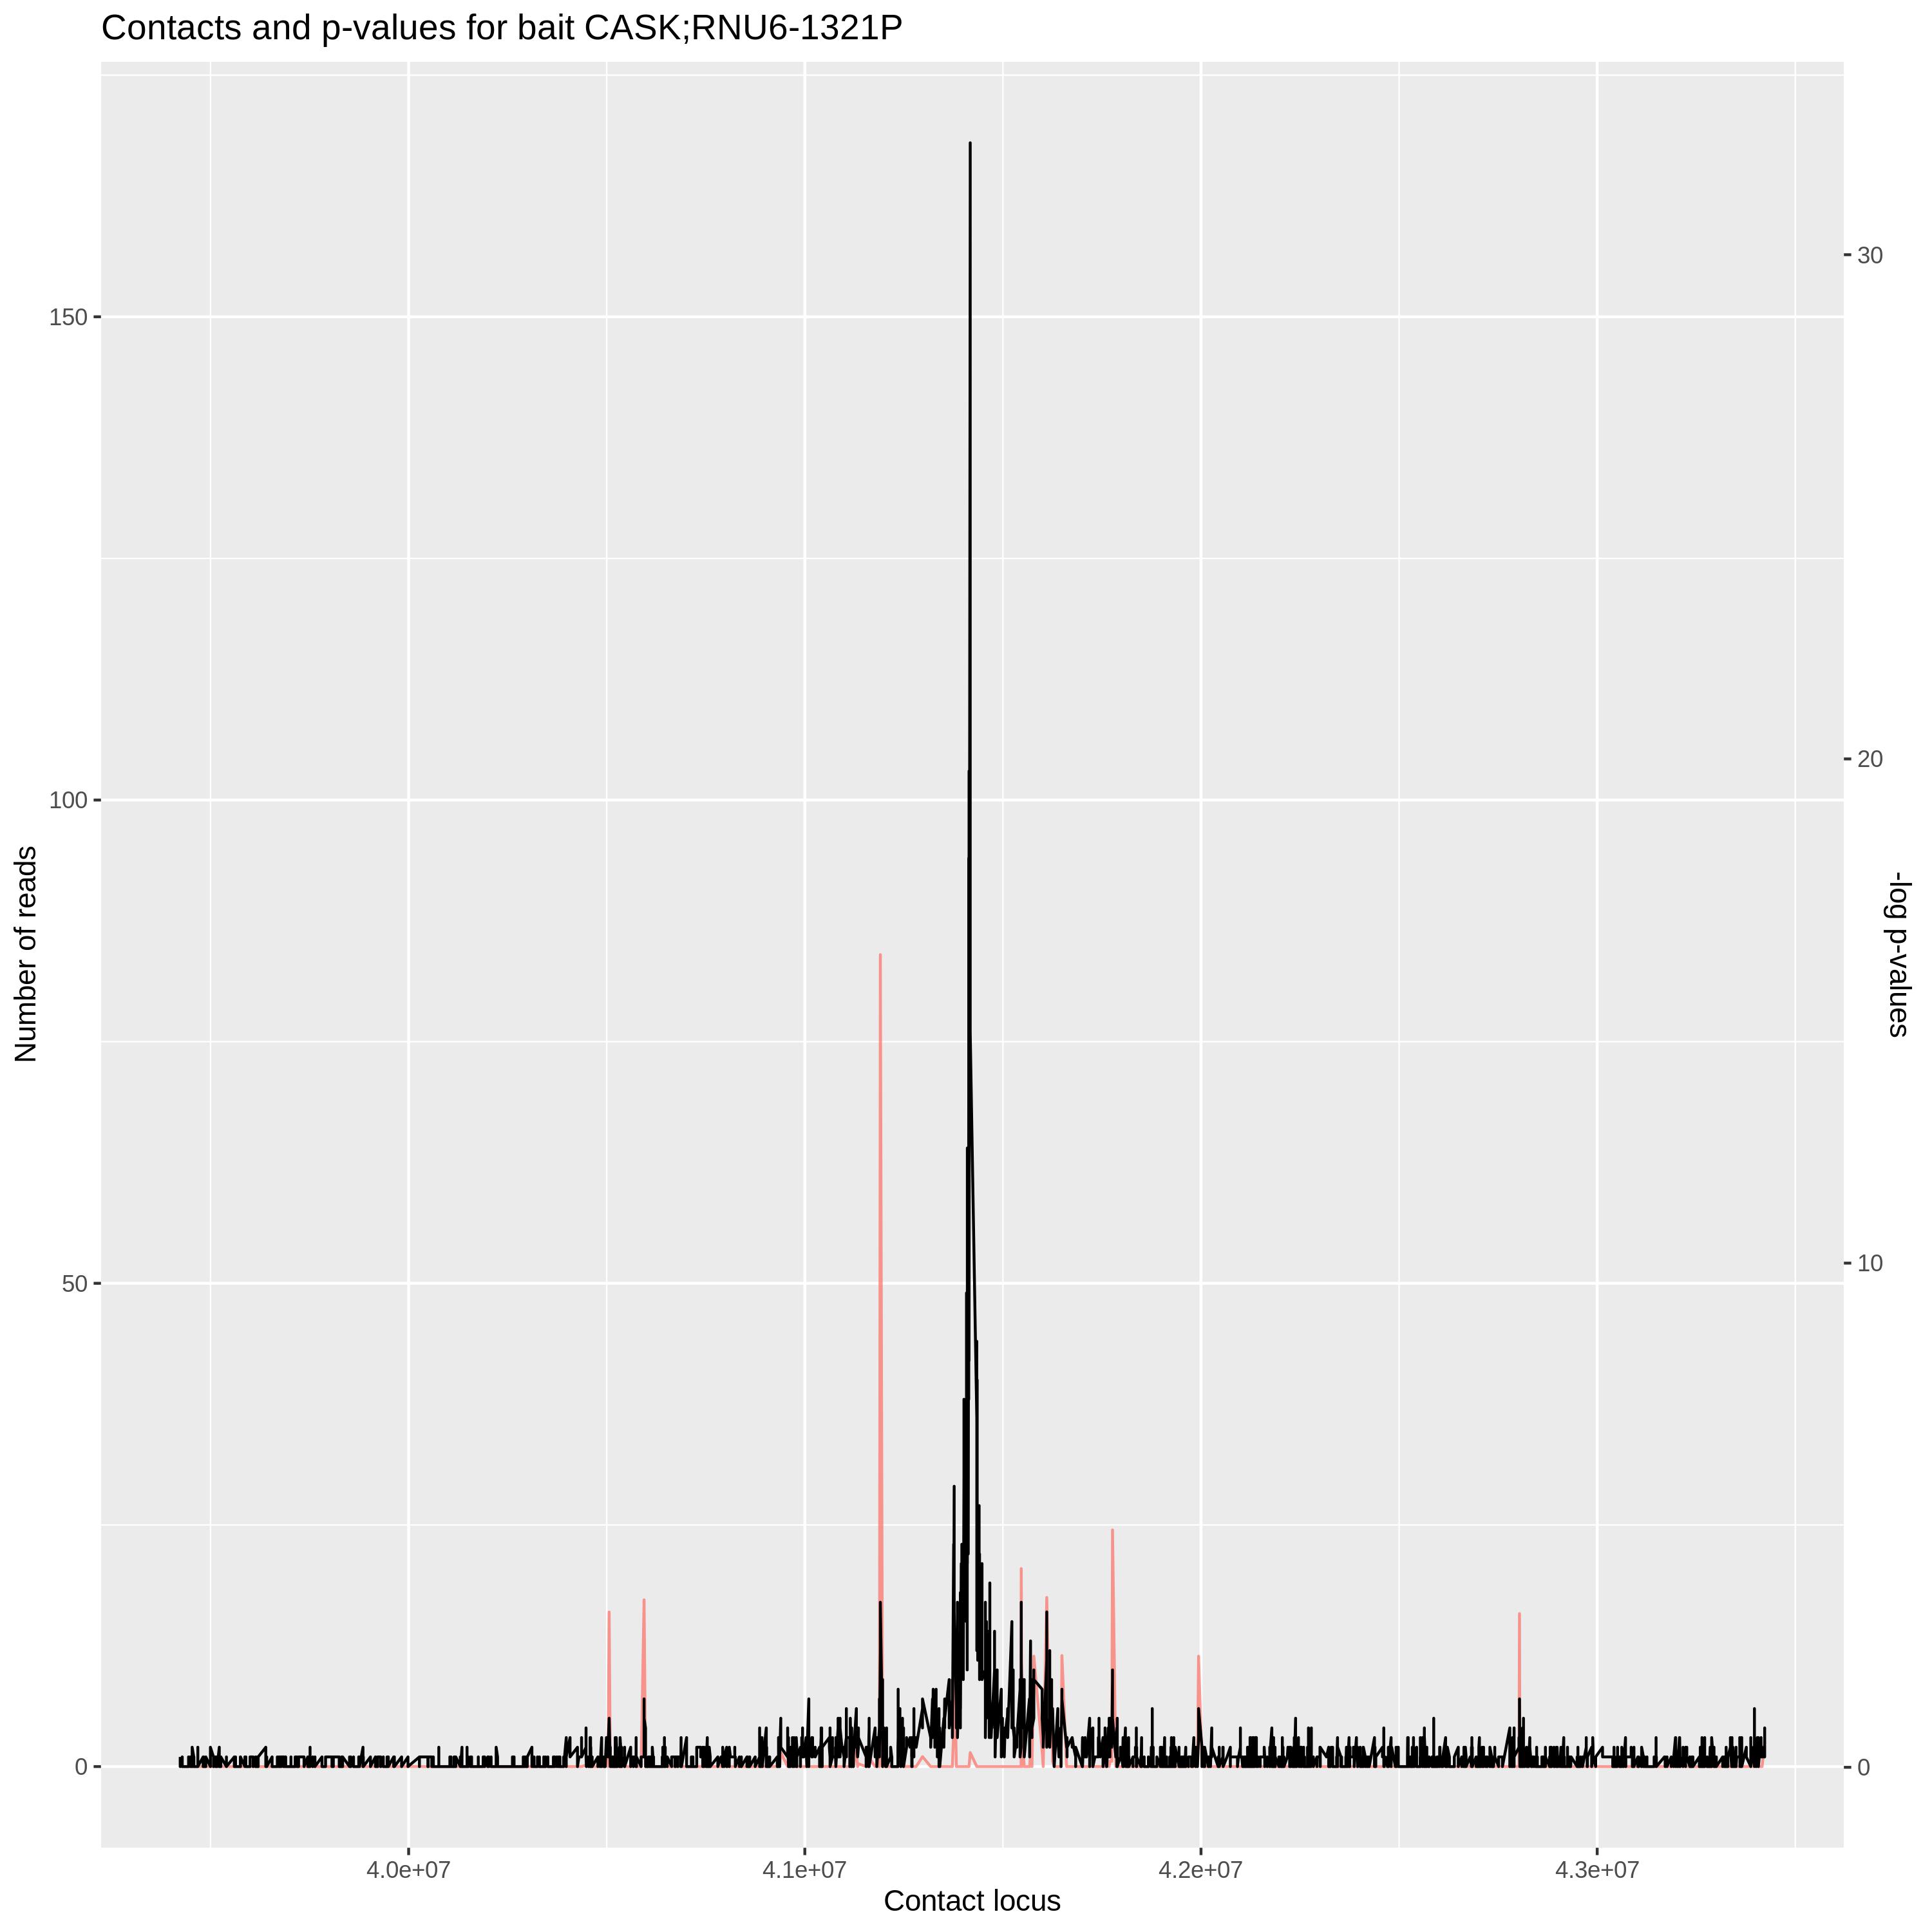 Contacts and p-values for bait CASK;RNU6-1321P
Number of reads
150
100
50
0
30
20
10
0
-log p-values
4.0e+07
4.1e+07
4.2e+07
4.3e+07
Contact locus